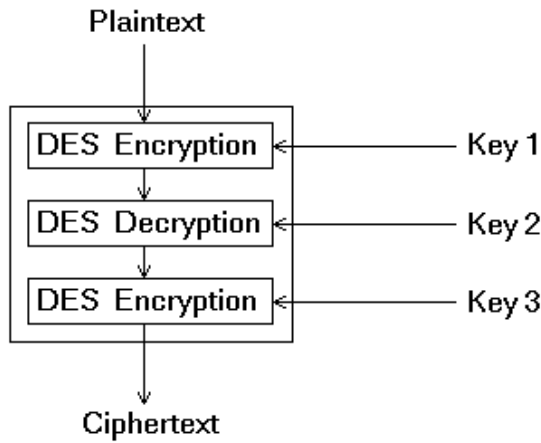 Plaintext
DES Encryption
Key 1
DES Decryption
Key 2
DES Encryption
Key 3
Ciphertext